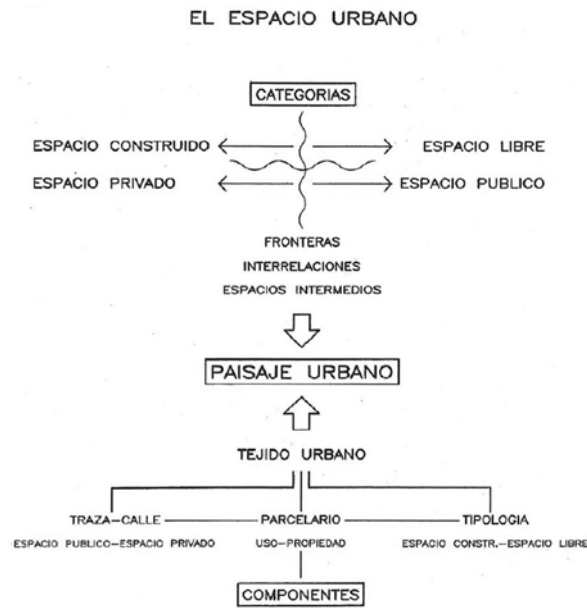 EL ESPACIO URBANO
CATEGORIAS
ESPACIO CONSTRUIDO ESPACIO LIBRE
ESPACIO PRIVADO ESPACIO PUBLICO
FRONTERAS
INTERRELACIONES
ESPACIOS INTERMEDIOS
PAISAJE URBANO
TEJIDO URBANO
TRAZA-CALLE PARCELARIO TIPOLOGIA
ESPACIO PUBLICO-ESPACIO PRIVADO USO-PROPIEDAD ESPACIO CONSTR.-ESPACIO LIBRE
COMPONENTES